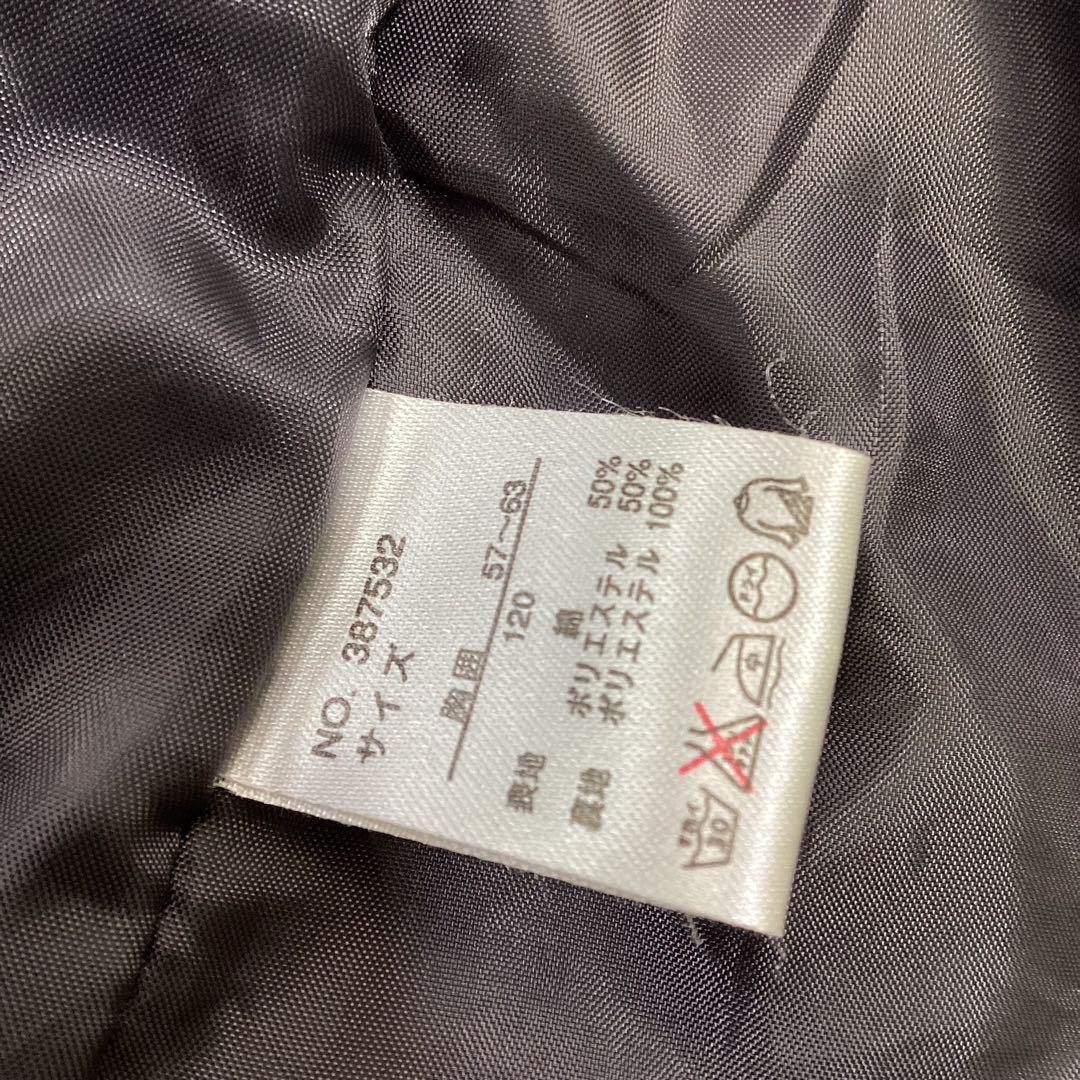 NO. 387532
サイズ
胸囲 57～63
120
表地 綿 50%
ポリエステル 50%
裏地 ポリエステル 100%
30